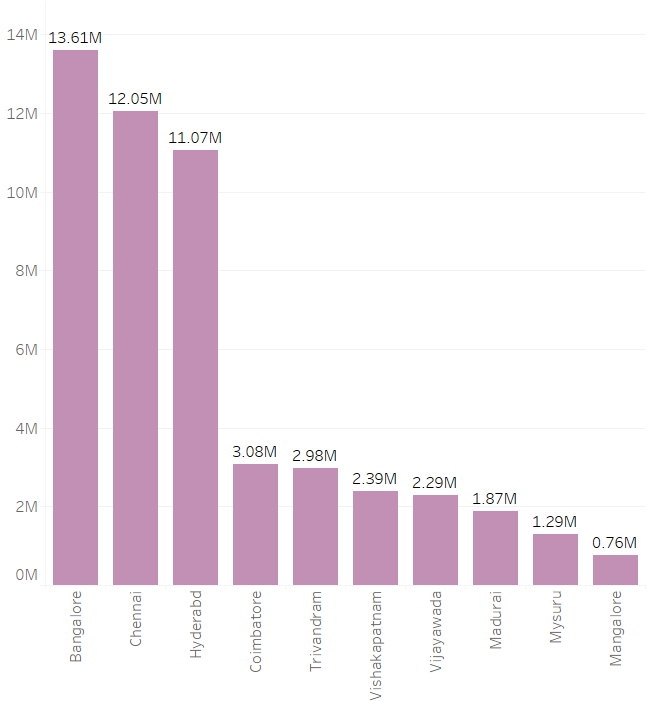 14M
12M
10M
8M
6M
4M
2M
0M
13.61M
12.05M
11.07M
3.08M
2.98M
2.39M
2.29M
1.87M
1.29M
0.76M
Bangalore
Chennai
Hyderabd
Coimbatore
Trivandram
Vishakapatnam
Vijayawada
Madurai
Mysuru
Mangalore